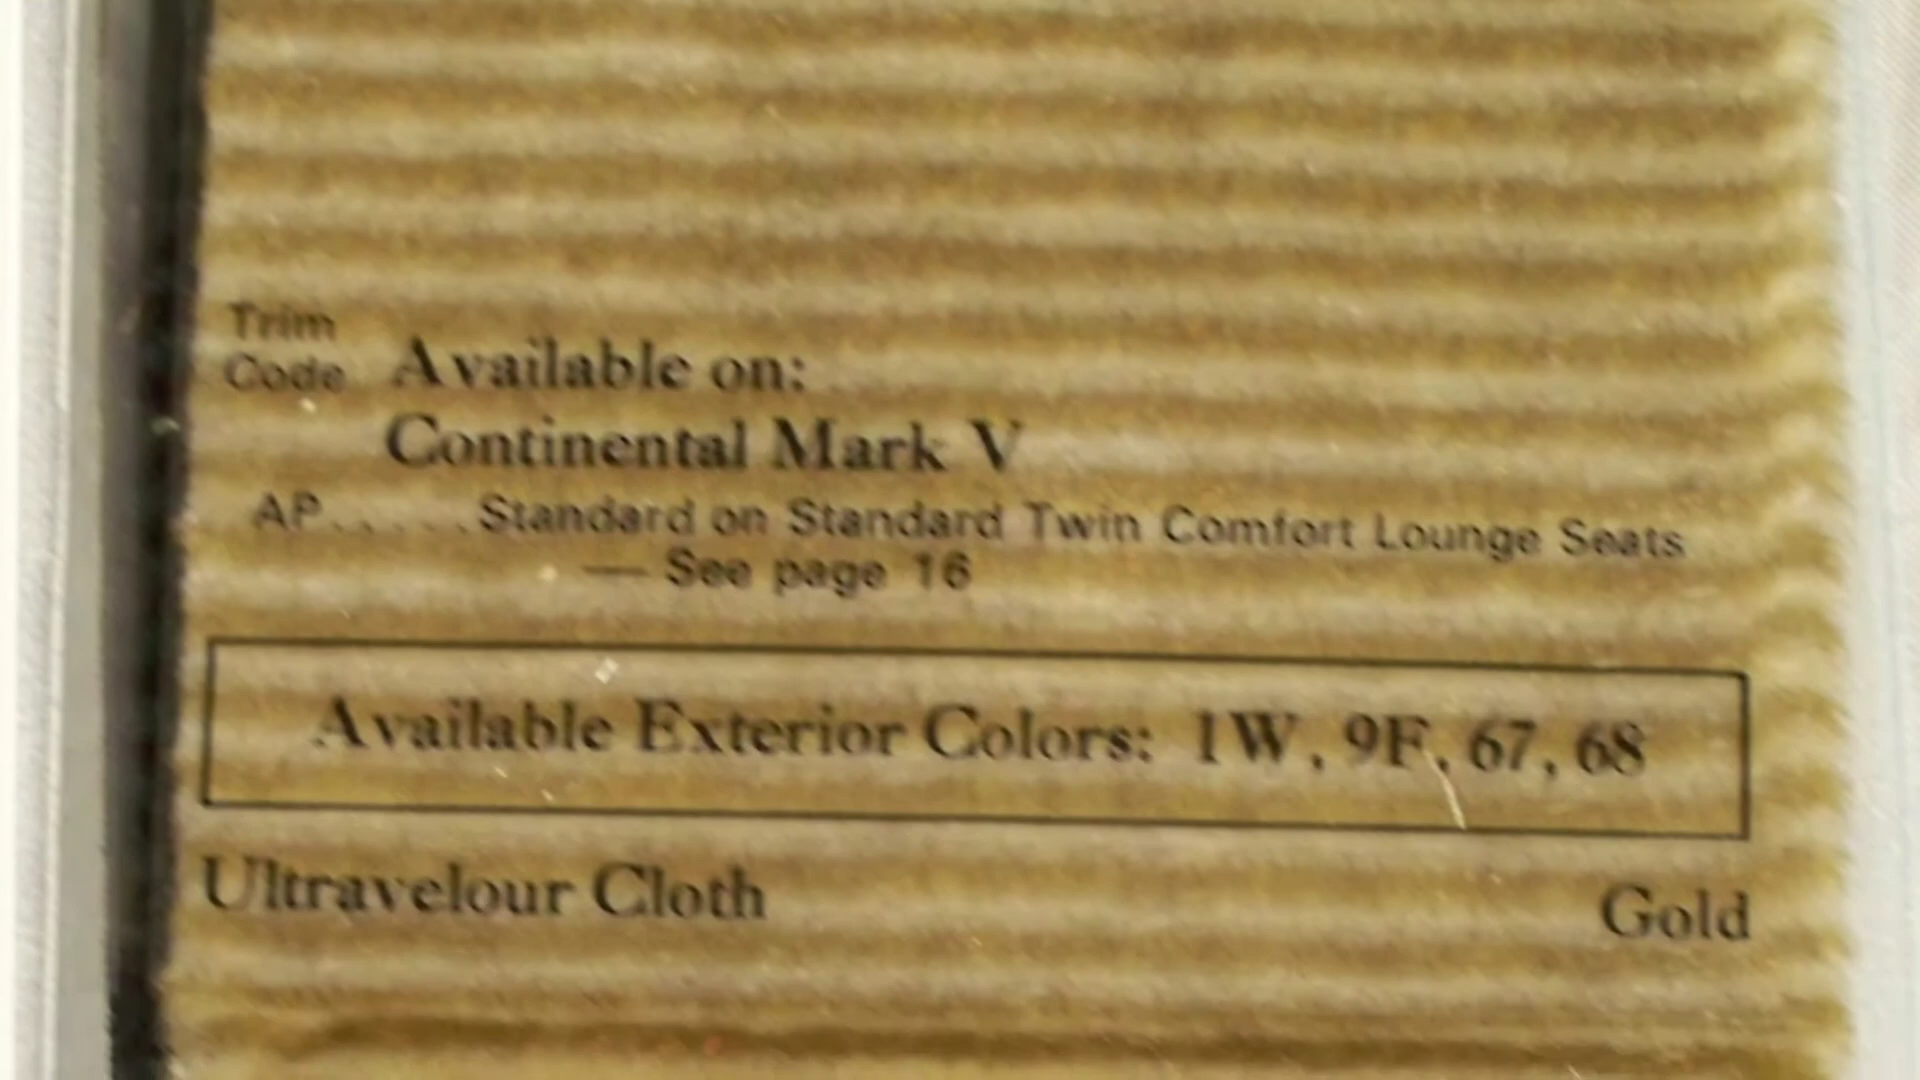 Trim
Code Available on:
Continental Mark V
AP......Standard on Standard Twin Comfort Lounge Seats
— See page 16
Available Exterior Colors: 1W, 9F, 67, 68
Ultravelour Cloth Gold